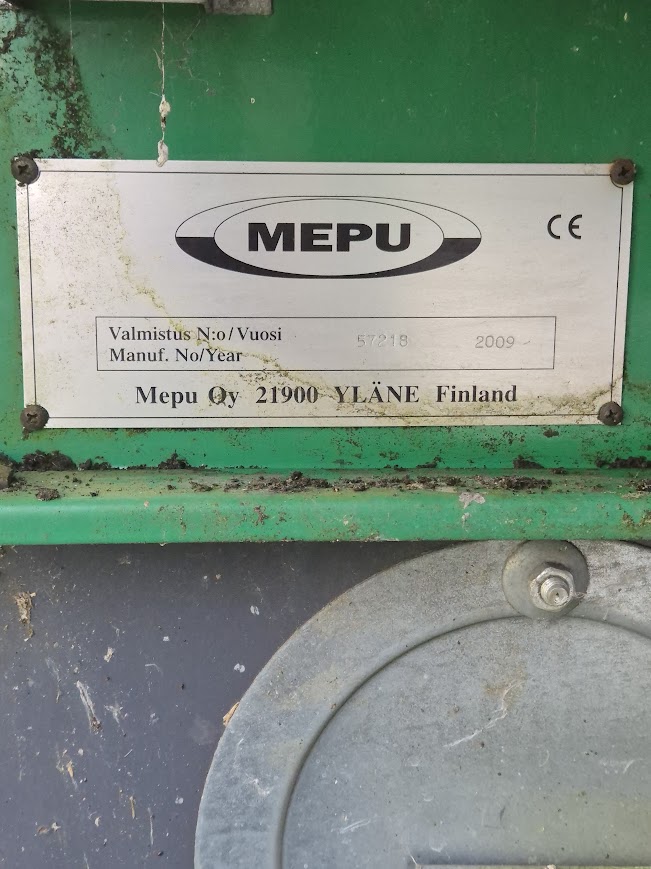 MEPU
CE
Valmistus N:o/Vuosi 57218 2009
Manuf. No/Year
Mepu Oy 21900 YLÄNE Finland